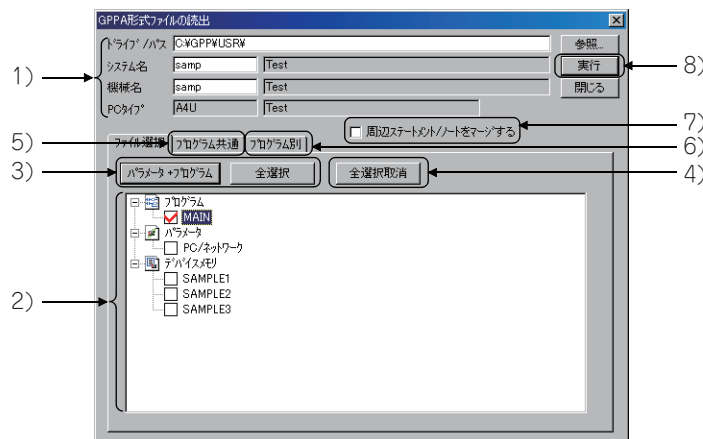 GPPA形式ファイルの読出
1)
ドライブ/パス C:¥GPP¥USR¥ 参照...
システム名 samp Test 実行 8)
機械名 samp Test 閉じる
PCタイプ A4U Test
7)
周辺ステートメント/ノートをマージする
5)
ファイル選択 プログラム共通 プログラム別
6)
3) パラメータ+プログラム 全選択 全選択取消 4)
プログラム
MAIN
パラメータ
PC/ネットワーク
デバイスメモリ
SAMPLE1
SAMPLE2
2)
SAMPLE3